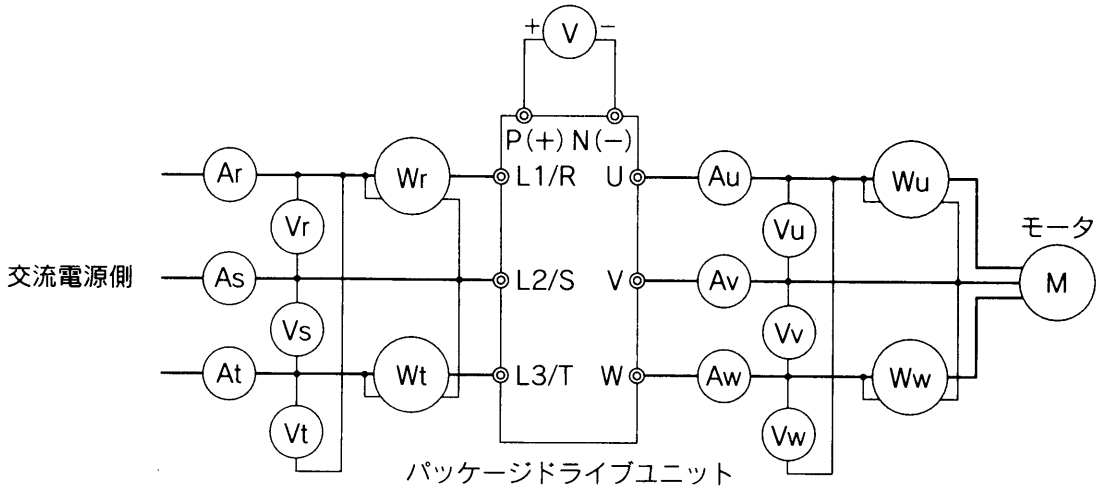 + V −
P(+) N(−)
Ar Wr L1/R U Au Wu
Vr Vu
モータ
交流電源側 As L2/S V Av M
Vs Vv
At Wt L3/T W Aw Ww
Vt Vw
パッケージドライブユニット